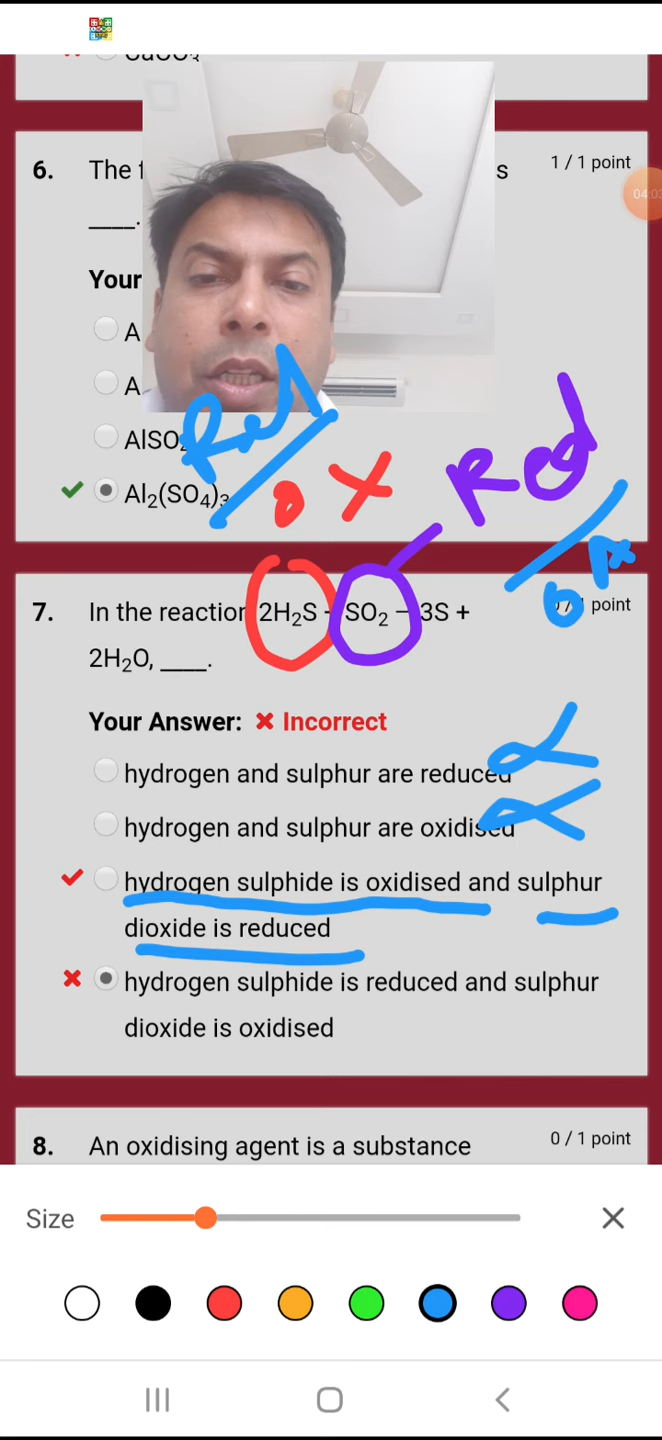 6. The s 1 / 1 point
____.
Your
A
A
AlSO
Al₂(SO₄)₃
Red
OX
Red
OX
7. In the reaction 2H₂S SO₂ – 3S + point
2H₂O, ____.
Your Answer: ✖ Incorrect
hydrogen and sulphur are reduced
hydrogen and sulphur are oxidised
hydrogen sulphide is oxidised and sulphur
dioxide is reduced
hydrogen sulphide is reduced and sulphur
dioxide is oxidised
8. An oxidising agent is a substance 0 / 1 point
Size